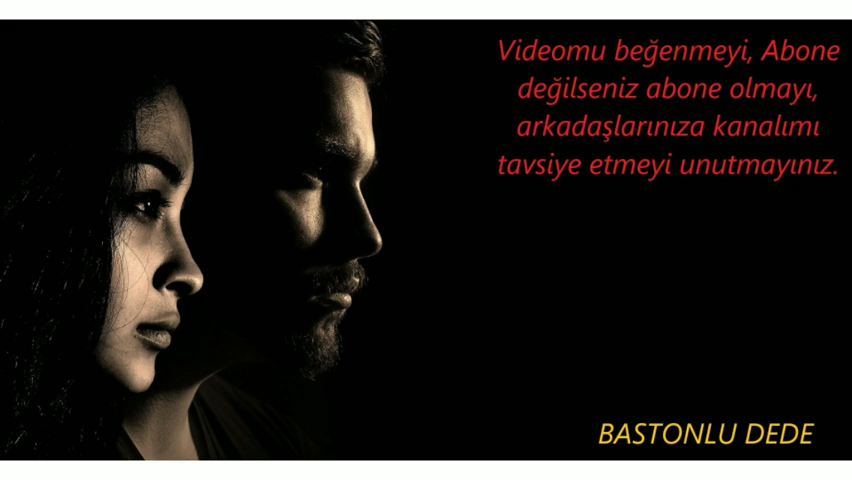 Videomu beğenmeyi, Abone
değilseniz abone olmayı,
arkadaşlarınıza kanalımı
tavsiye etmeyi unutmayınız.
BASTONLU DEDE